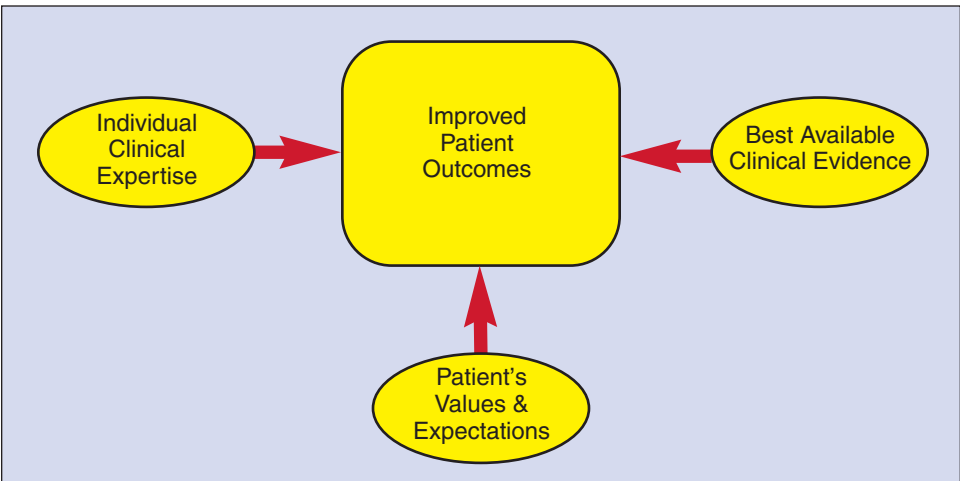 Individual
Clinical
Expertise
Improved
Patient
Outcomes
Best Available
Clinical Evidence
Patient's
Values &
Expectations